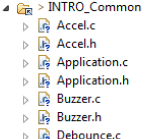 > INTRO_Common
Accel.c
Accel.h
Application.c
Application.h
Buzzer.c
Buzzer.h
Debounce.c